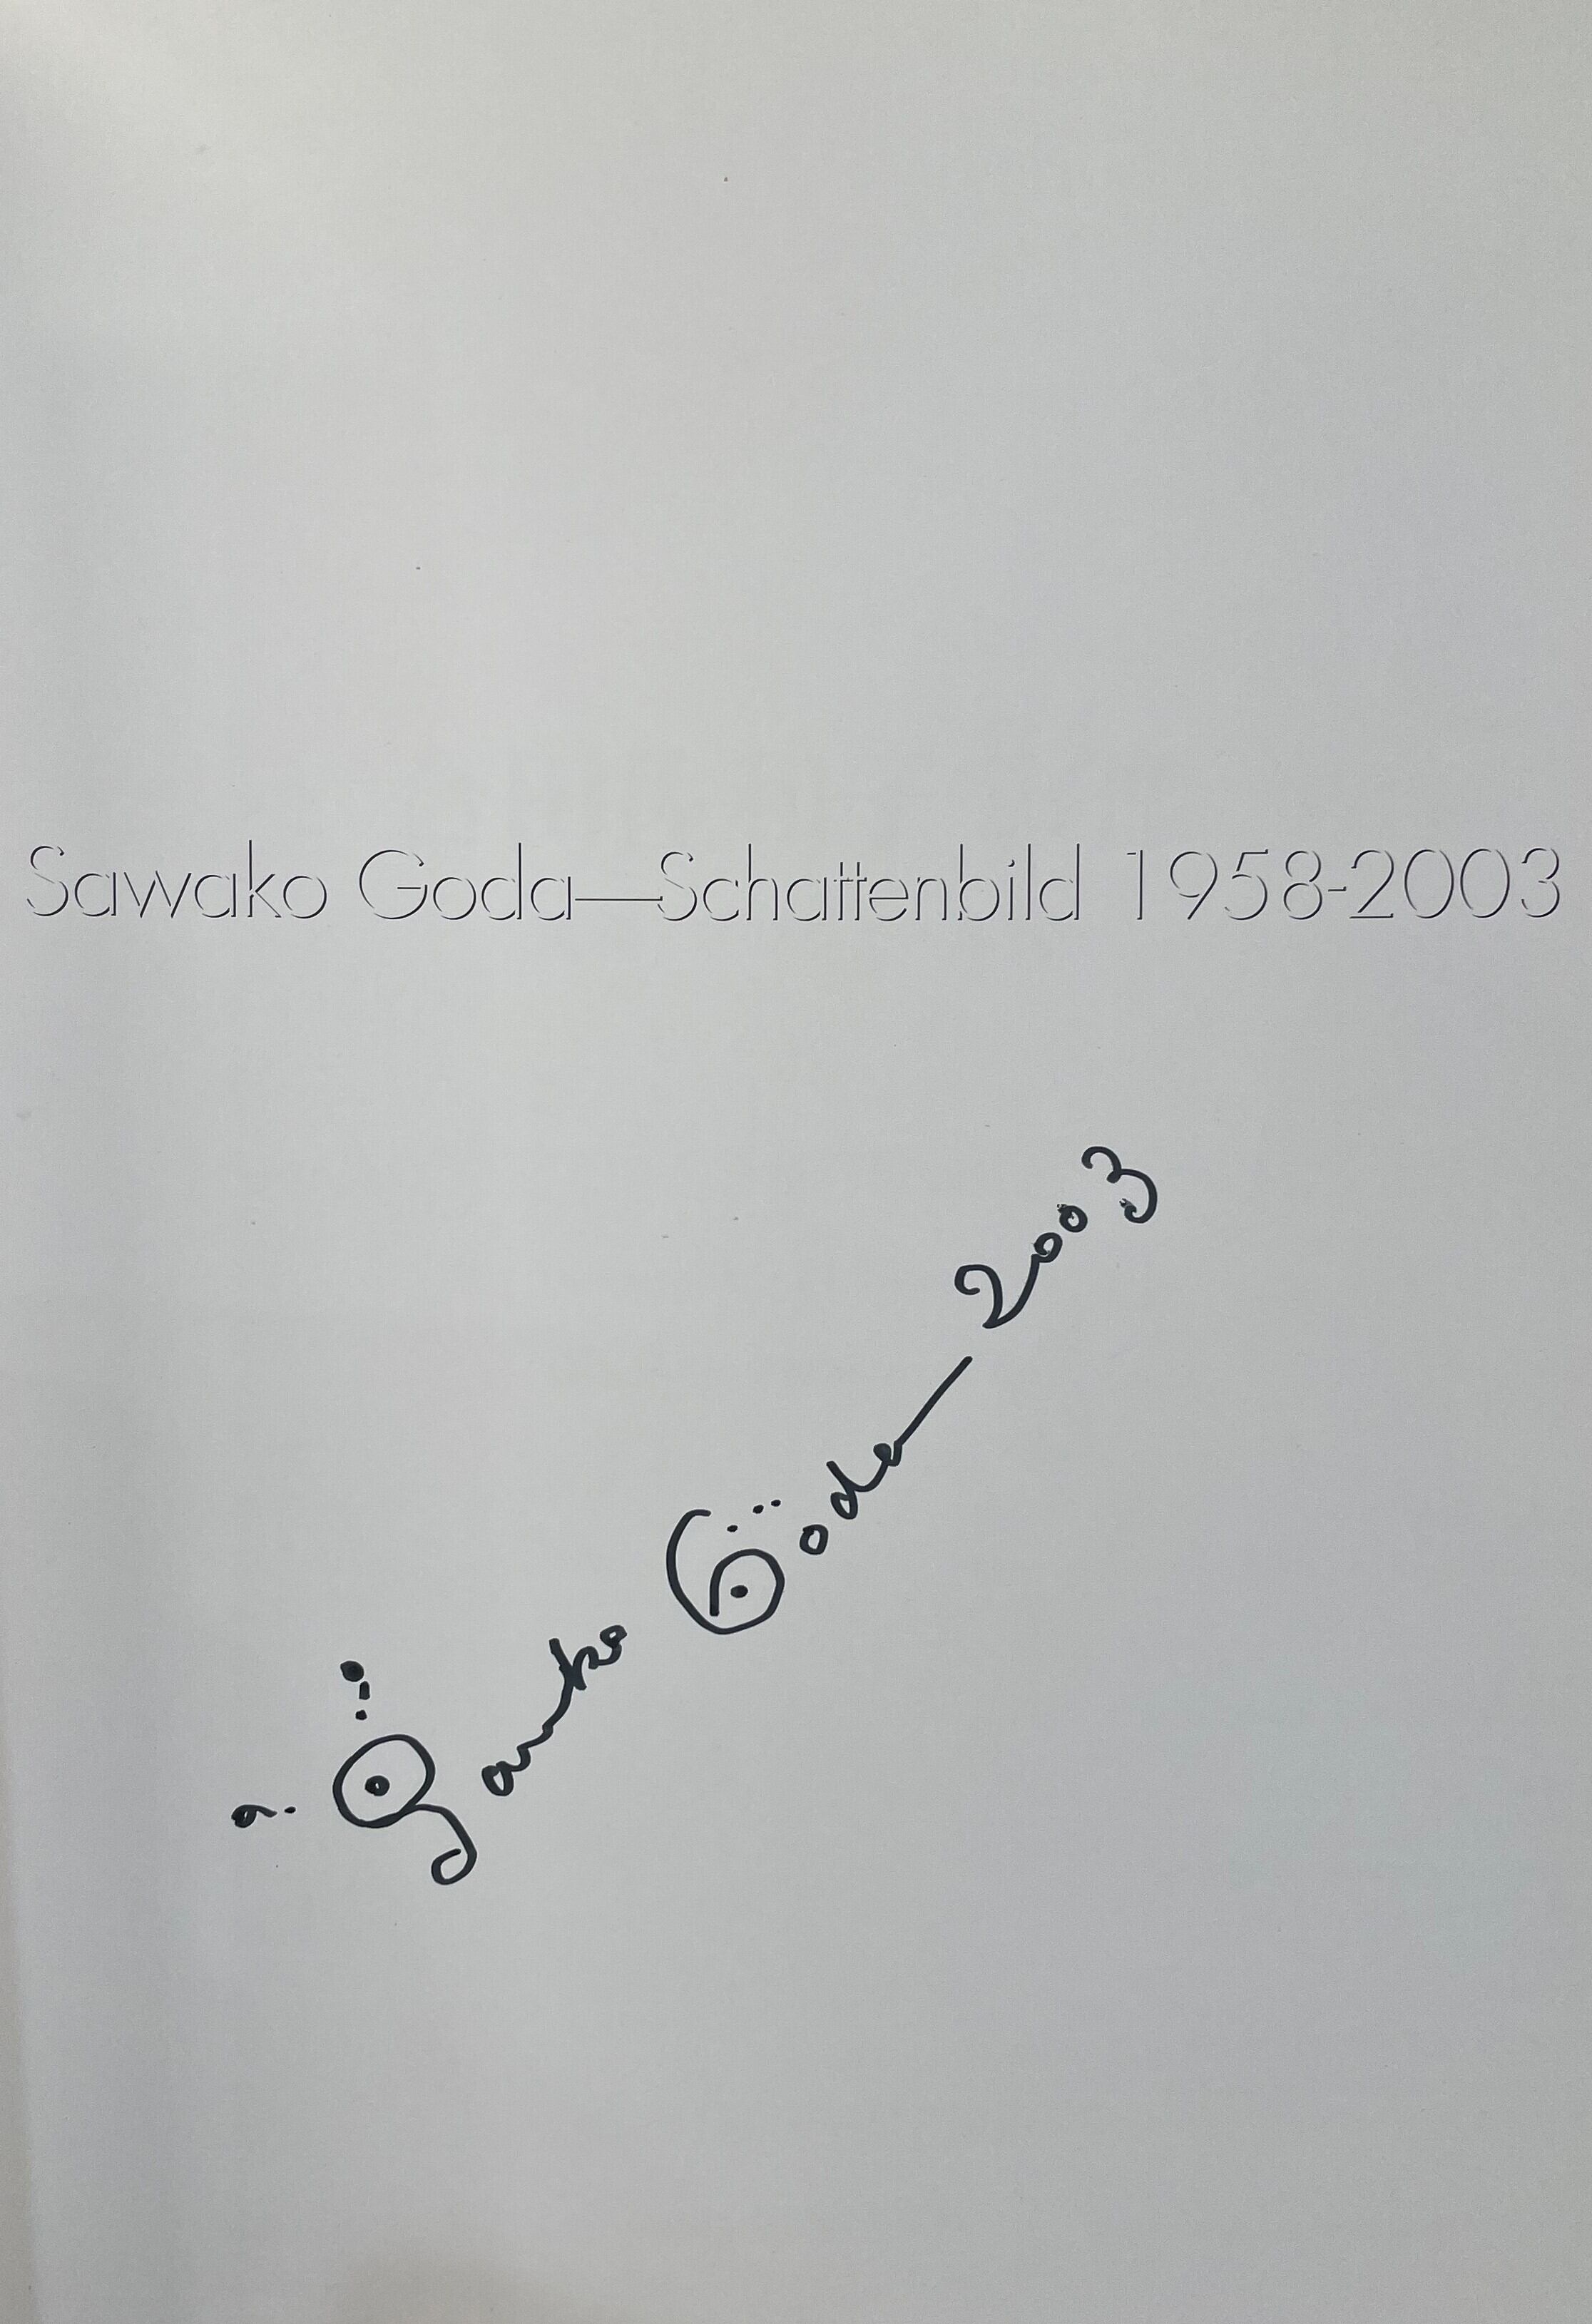 Sawako Goda—Schattenbild 1958-2003
Sawako Goda 2003